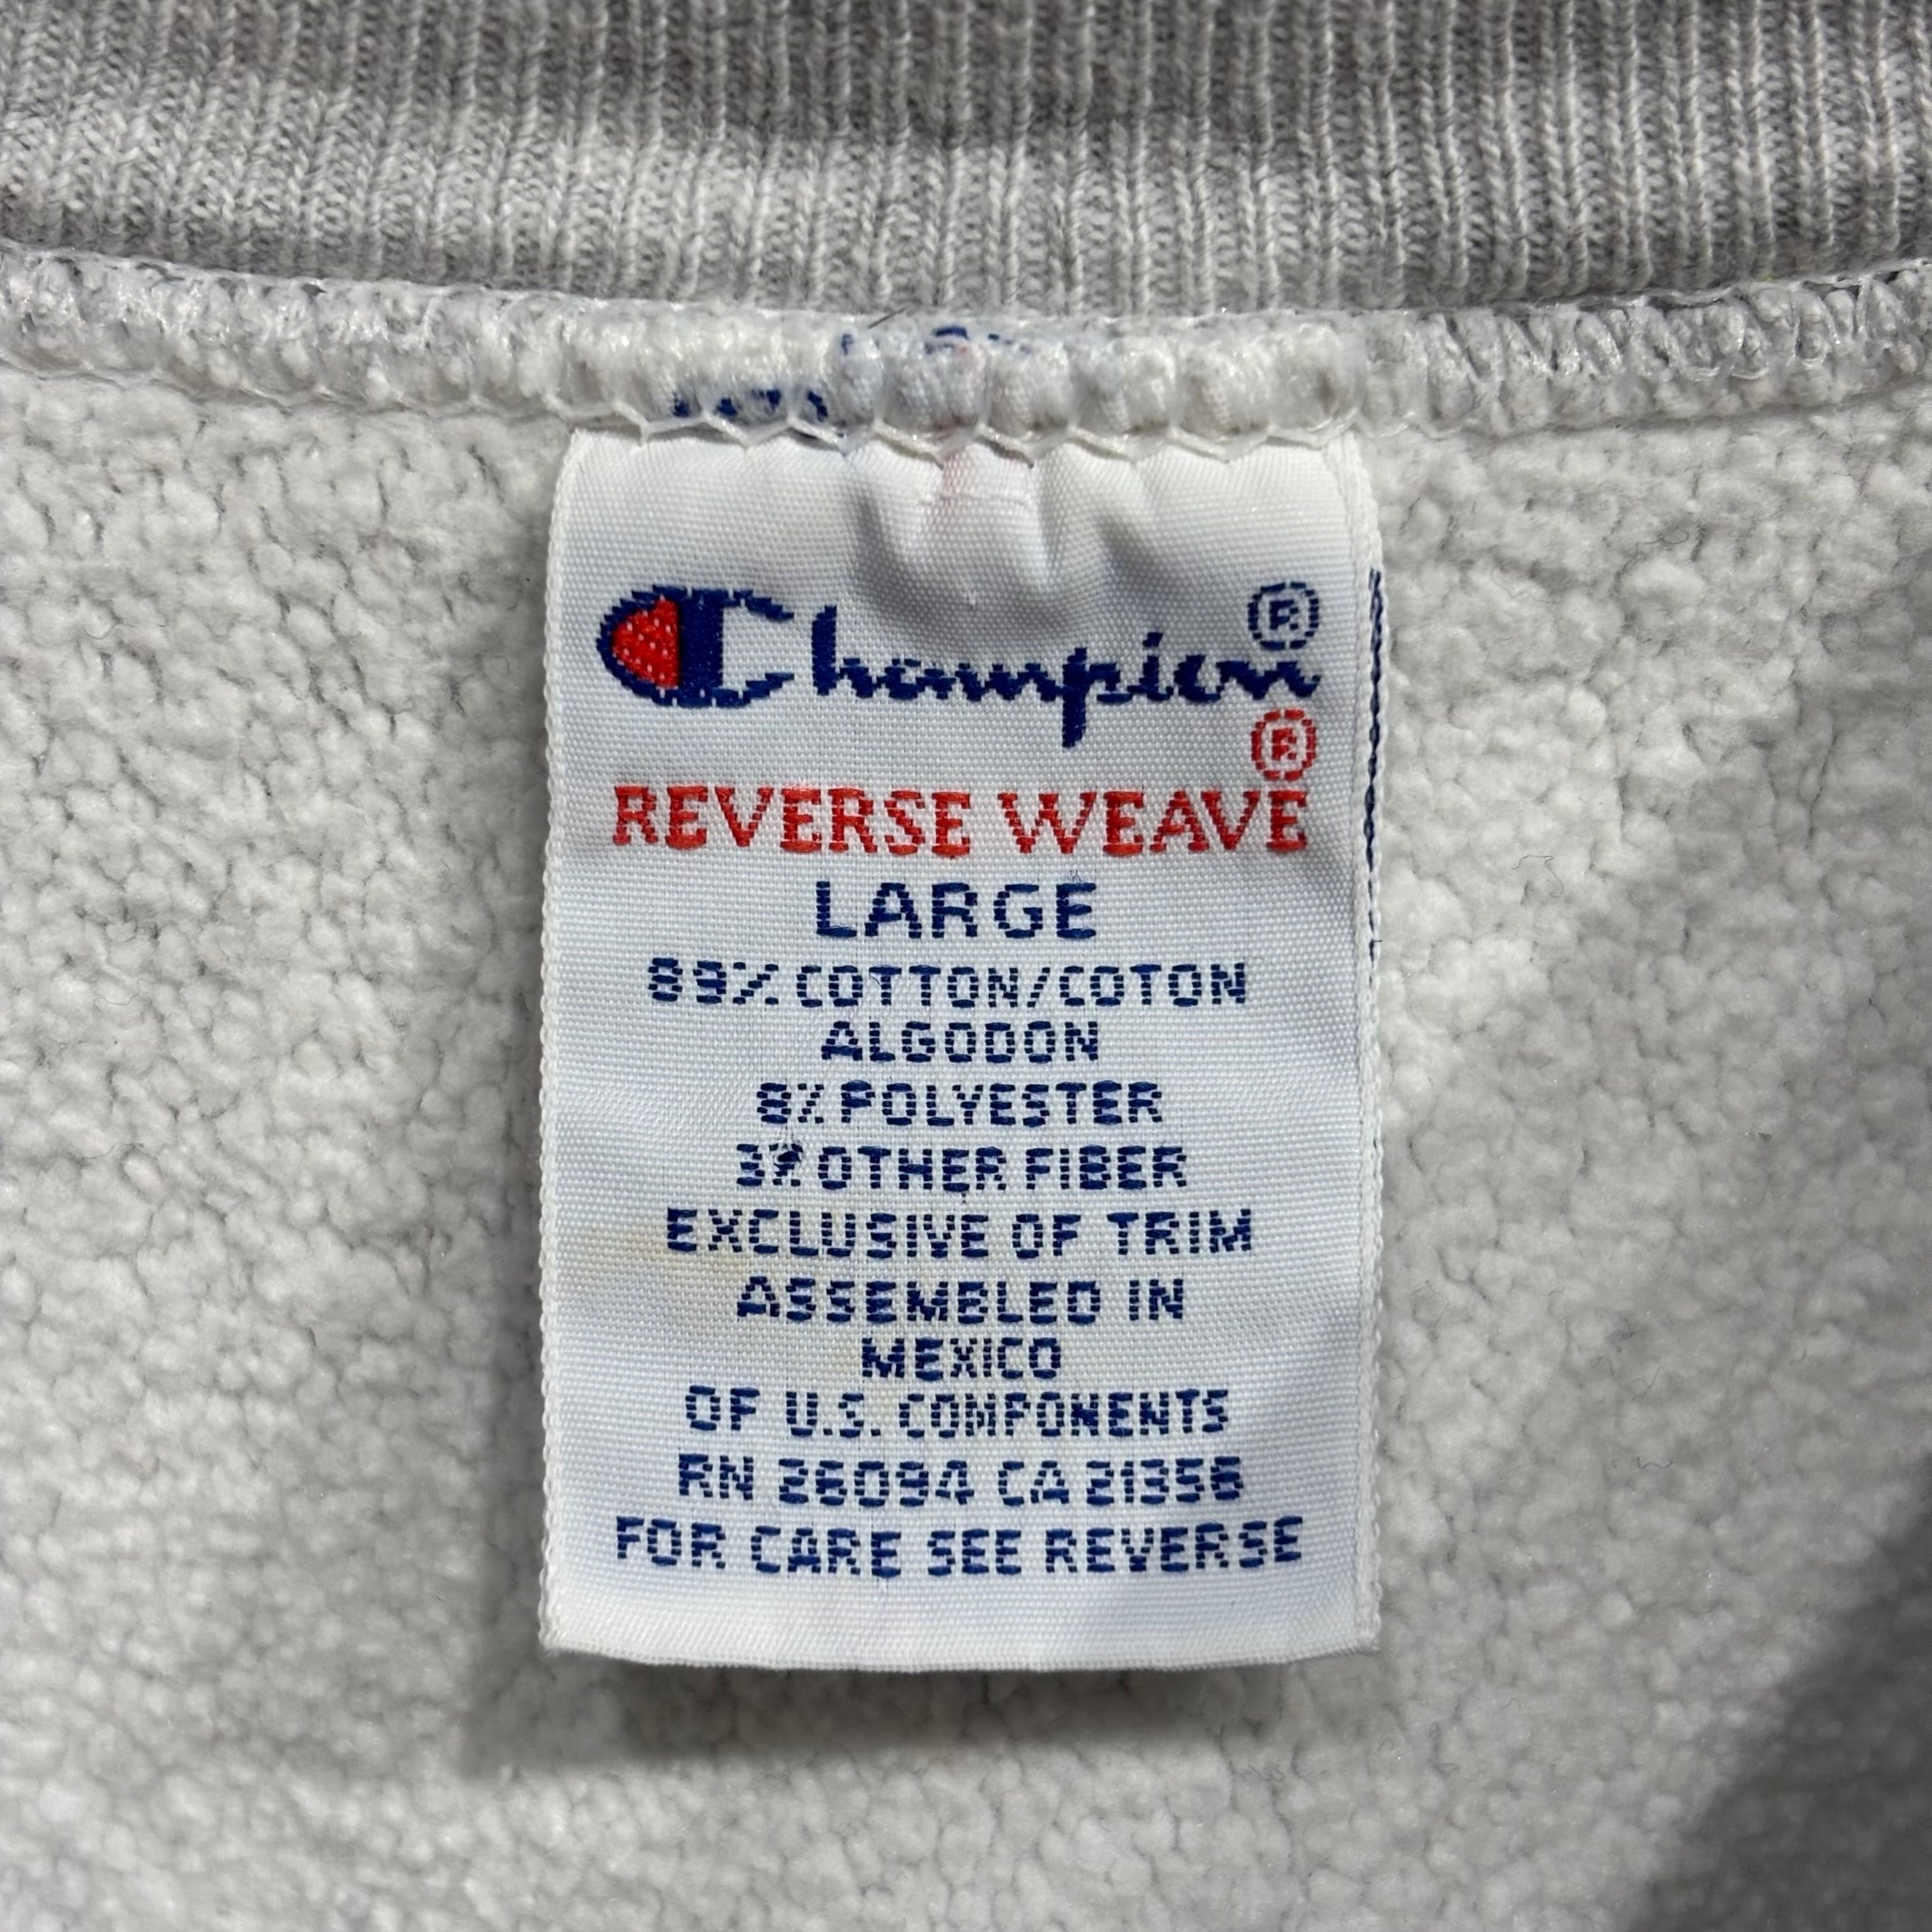 Champion®
®
REVERSE WEAVE
LARGE
89% COTTON/COTON
ALGODON
8% POLYESTER
3% OTHER FIBER
EXCLUSIVE OF TRIM
ASSEMBLED IN
MEXICO
OF U.S. COMPONENTS
RN 26094 CA 21356
FOR CARE SEE REVERSE